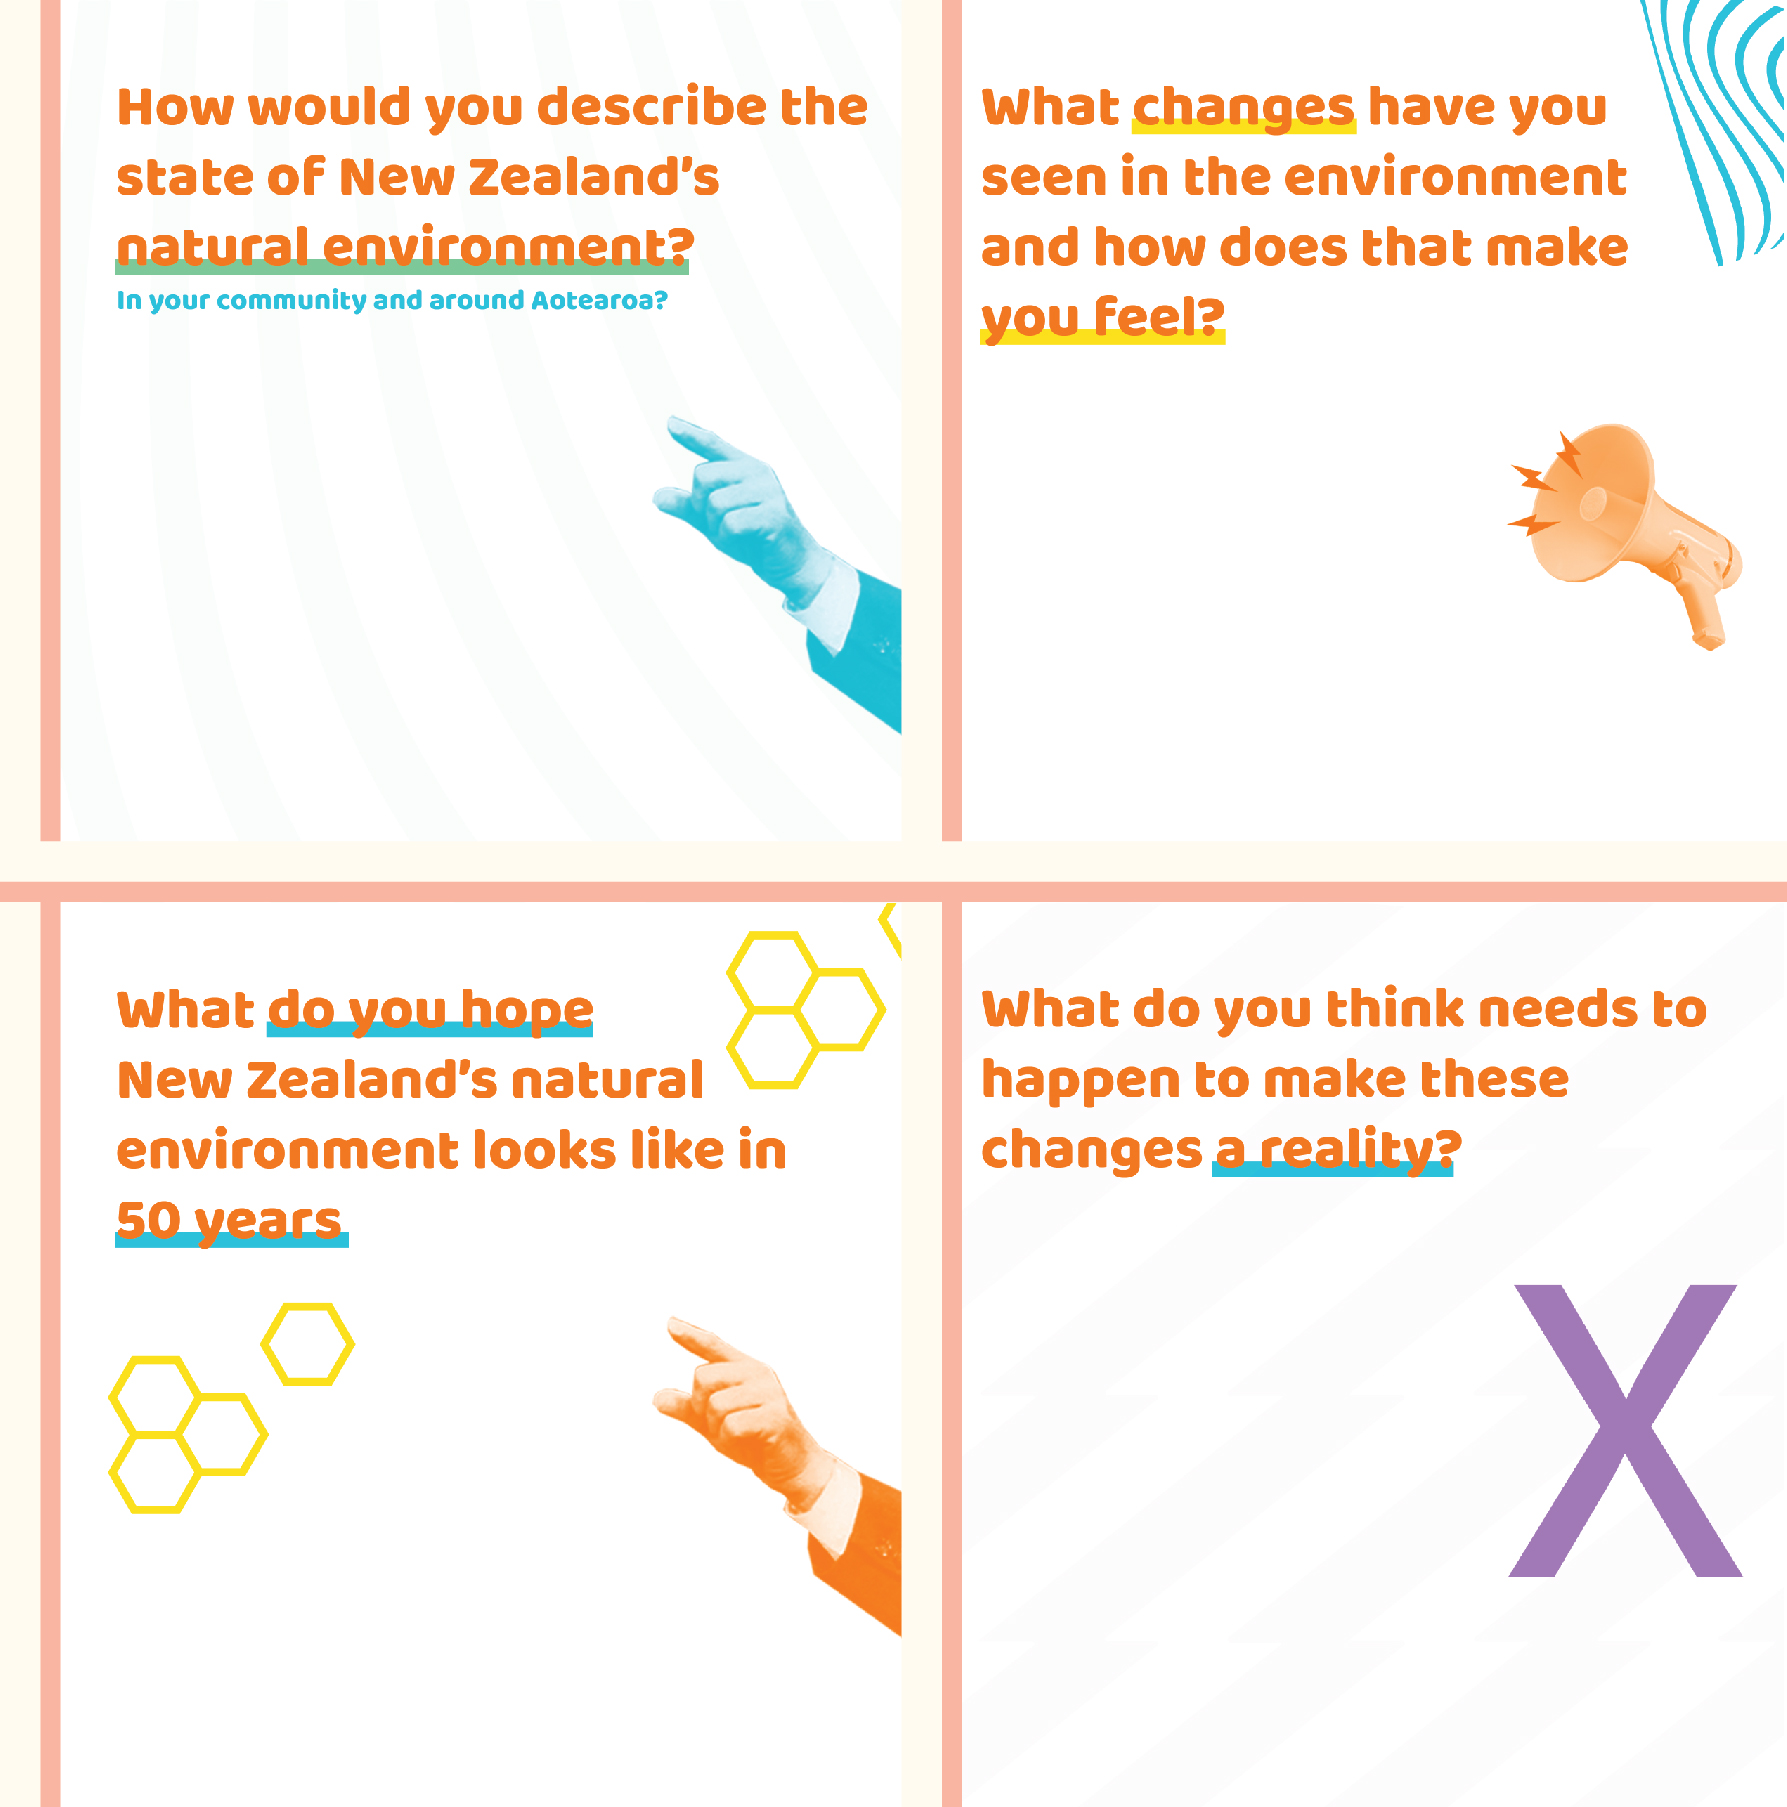 How would you describe the
state of New Zealand's
natural environment?
In your community and around Aotearoa?
What changes have you
seen in the environment
and how does that make
you feel?
What do you hope
New Zealand's natural
environment looks like in
50 years
What do you think needs to
happen to make these
changes a reality?
X